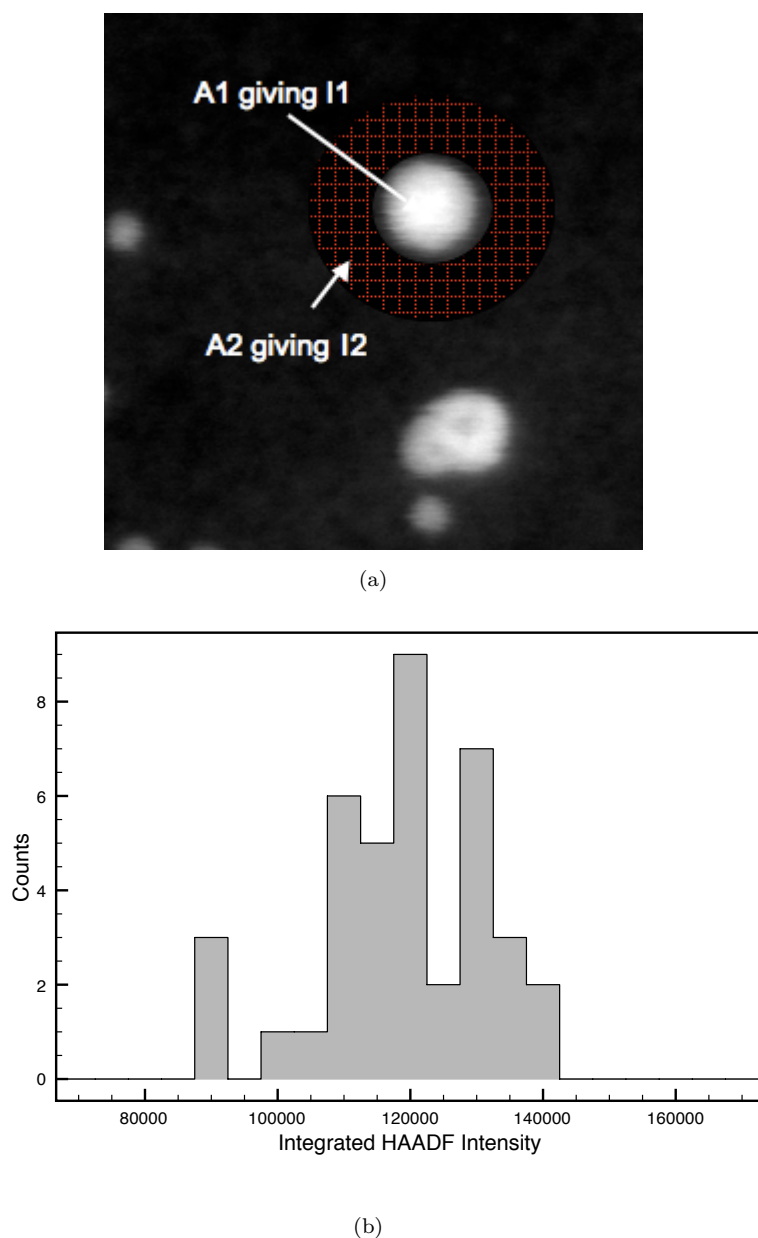 A1 giving I1
A2 giving I2
(a)
8
6
4
2
0
Counts
80000 100000 120000 140000 160000
Integrated HAADF Intensity
(b)